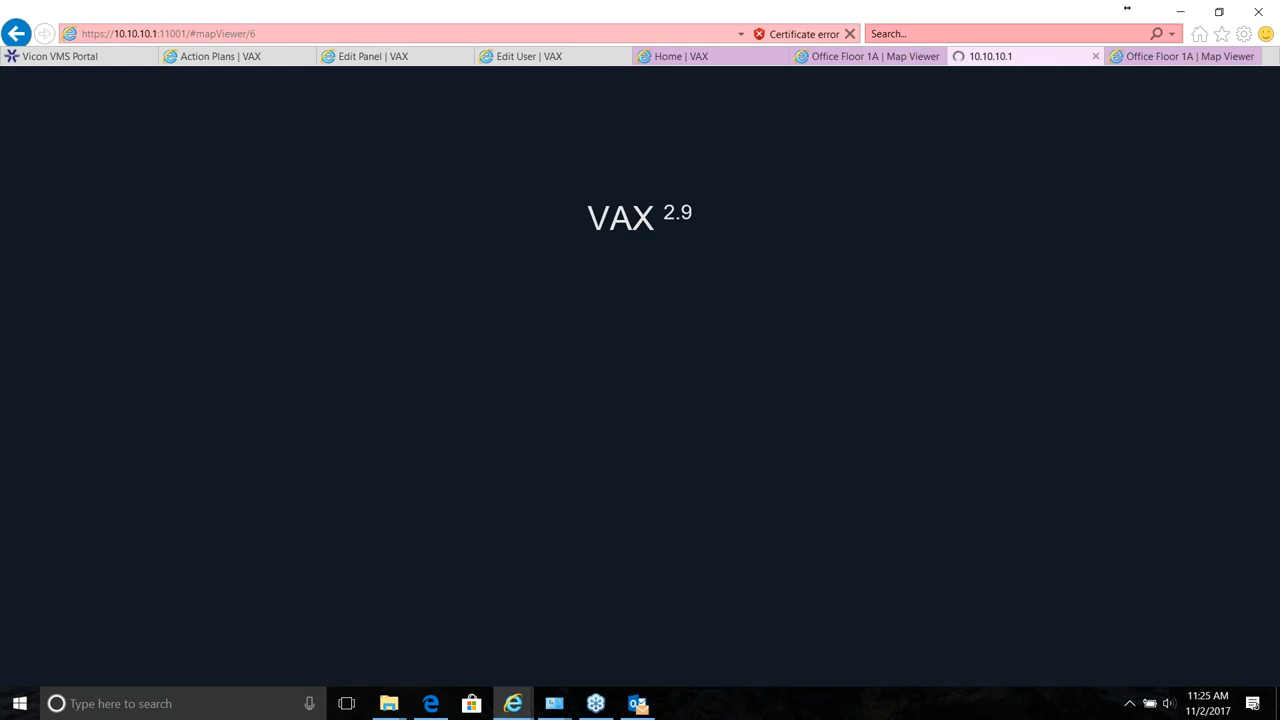 https://10.10.10.1:11001/#mapViewer/6
Certificate error
Search...
Vicon VMS Portal
Action Plans | VAX
Edit Panel | VAX
Edit User | VAX
Home | VAX
Office Floor 1A | Map Viewer
10.10.10.1
Office Floor 1A | Map Viewer
VAX 2.9
Type here to search
11:25 AM
11/2/2017